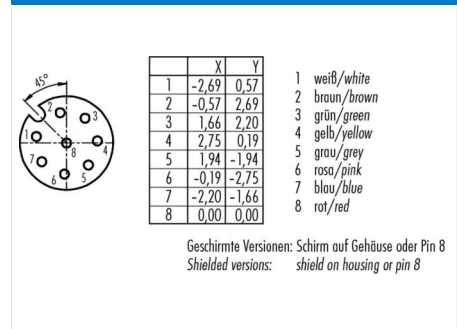 45°
2
3
1
4
8
7
6
5
X Y
1 -2,69 0,57
2 -0,57 2,69
3 1,66 2,20
4 2,75 0,19
5 1,94 -1,94
6 -0,19 -2,75
7 -2,20 -1,66
8 0,00 0,00
1 weiß/white
2 braun/brown
3 grün/green
4 gelb/yellow
5 grau/grey
6 rosa/pink
7 blau/blue
8 rot/red
Geschirmte Versionen: Schirm auf Gehäuse oder Pin 8
Shielded versions: shield on housing or pin 8